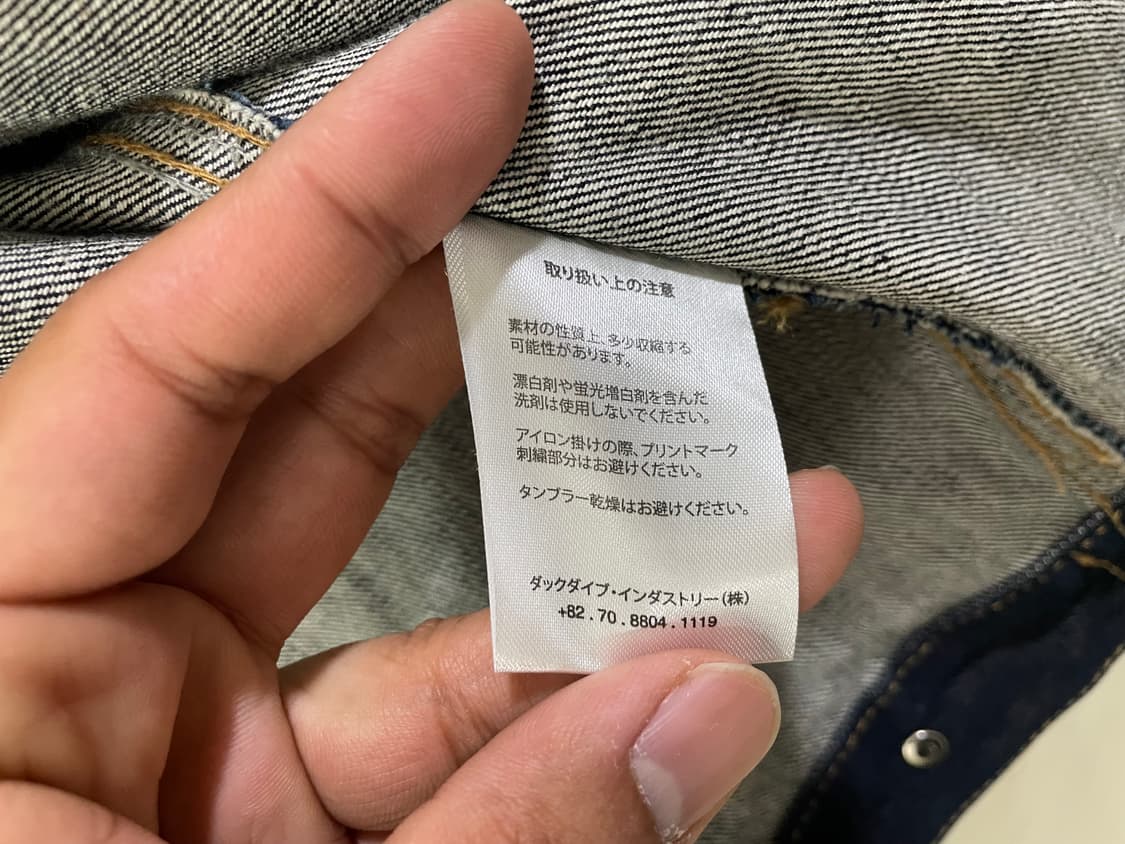 取り扱い上の注意
素材の性質上、多少収縮する
可能性があります。
漂白剤や蛍光増白剤を含んだ
洗剤は使用しないでください。
アイロン掛けの際、プリントマーク
刺繍部分はお避けください。
タンブラー乾燥はお避けください。
ダックダイブ・インダストリー（株）
+82 . 70 . 8804 . 1119